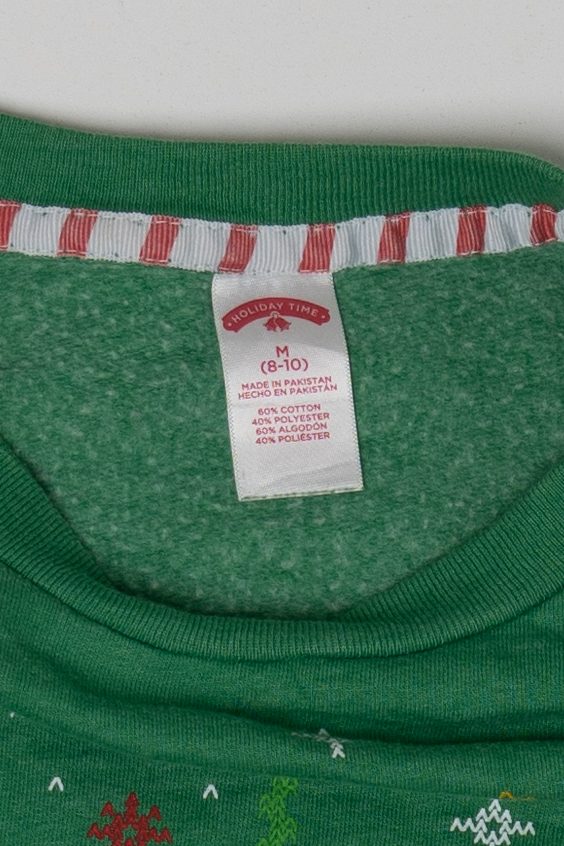 HOLIDAY TIME
M
(8-10)
MADE IN PAKISTAN
HECHO EN PAKISTÁN
60% COTTON
40% POLYESTER
60% ALGODÓN
40% POLIÉSTER